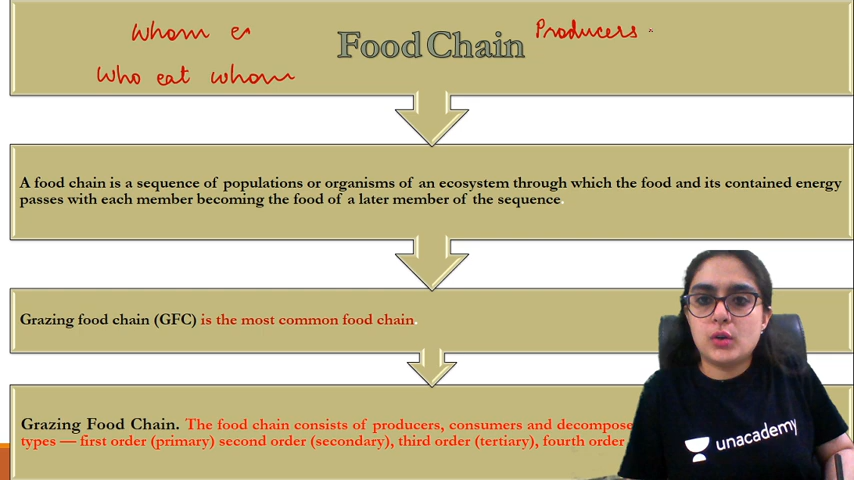 whom ea
Food Chain
Producers
who eat whom
A food chain is a sequence of populations or organisms of an ecosystem through which the food and its contained energy
passes with each member becoming the food of a later member of the sequence.
Grazing food chain (GFC) is the most common food chain.
Grazing Food Chain. The food chain consists of producers, consumers and
types — first order (primary) second order (secondary), third order (tertiary), fourth order
unacademy